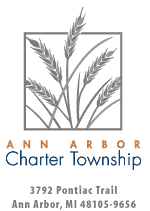 ANN ARBOR
Charter Township
3792 Pontiac Trail
Ann Arbor, MI 48105-9656